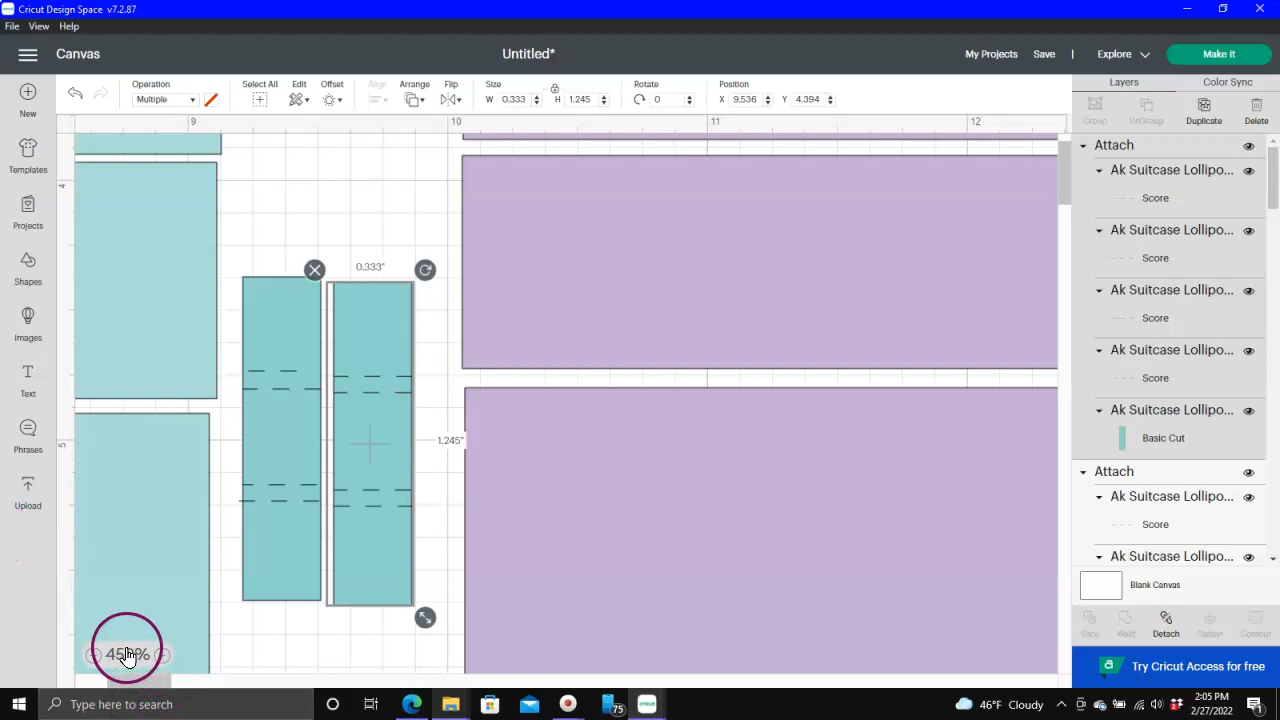 Cricut Design Space v7.2.87
File View Help
Canvas
Untitled*
My Projects Save | Explore Make It
Operation
Multiple
Select All
Edit
Offset
Align
Arrange
Flip
Size
W 0.333 H 1.245
Rotate
0
Position
X 9.536 Y 4.394
Layers Color Sync
Group UnGroup Duplicate Delete
New
Templates
Projects
Shapes
Images
Text
Phrases
Upload
9 10 11 12
4
5
0.333"
1.245"
Attach
Ak Suitcase Lollipo...
Score
Ak Suitcase Lollipo...
Score
Ak Suitcase Lollipo...
Score
Ak Suitcase Lollipo...
Score
Ak Suitcase Lollipo...
Basic Cut
Attach
Ak Suitcase Lollipo...
Score
Ak Suitcase Lollipo...
Blank Canvas
Slice Weld Detach Flatten Contour
Try Cricut Access for free
Type here to search
75
46°F Cloudy
2:05 PM
2/27/2022